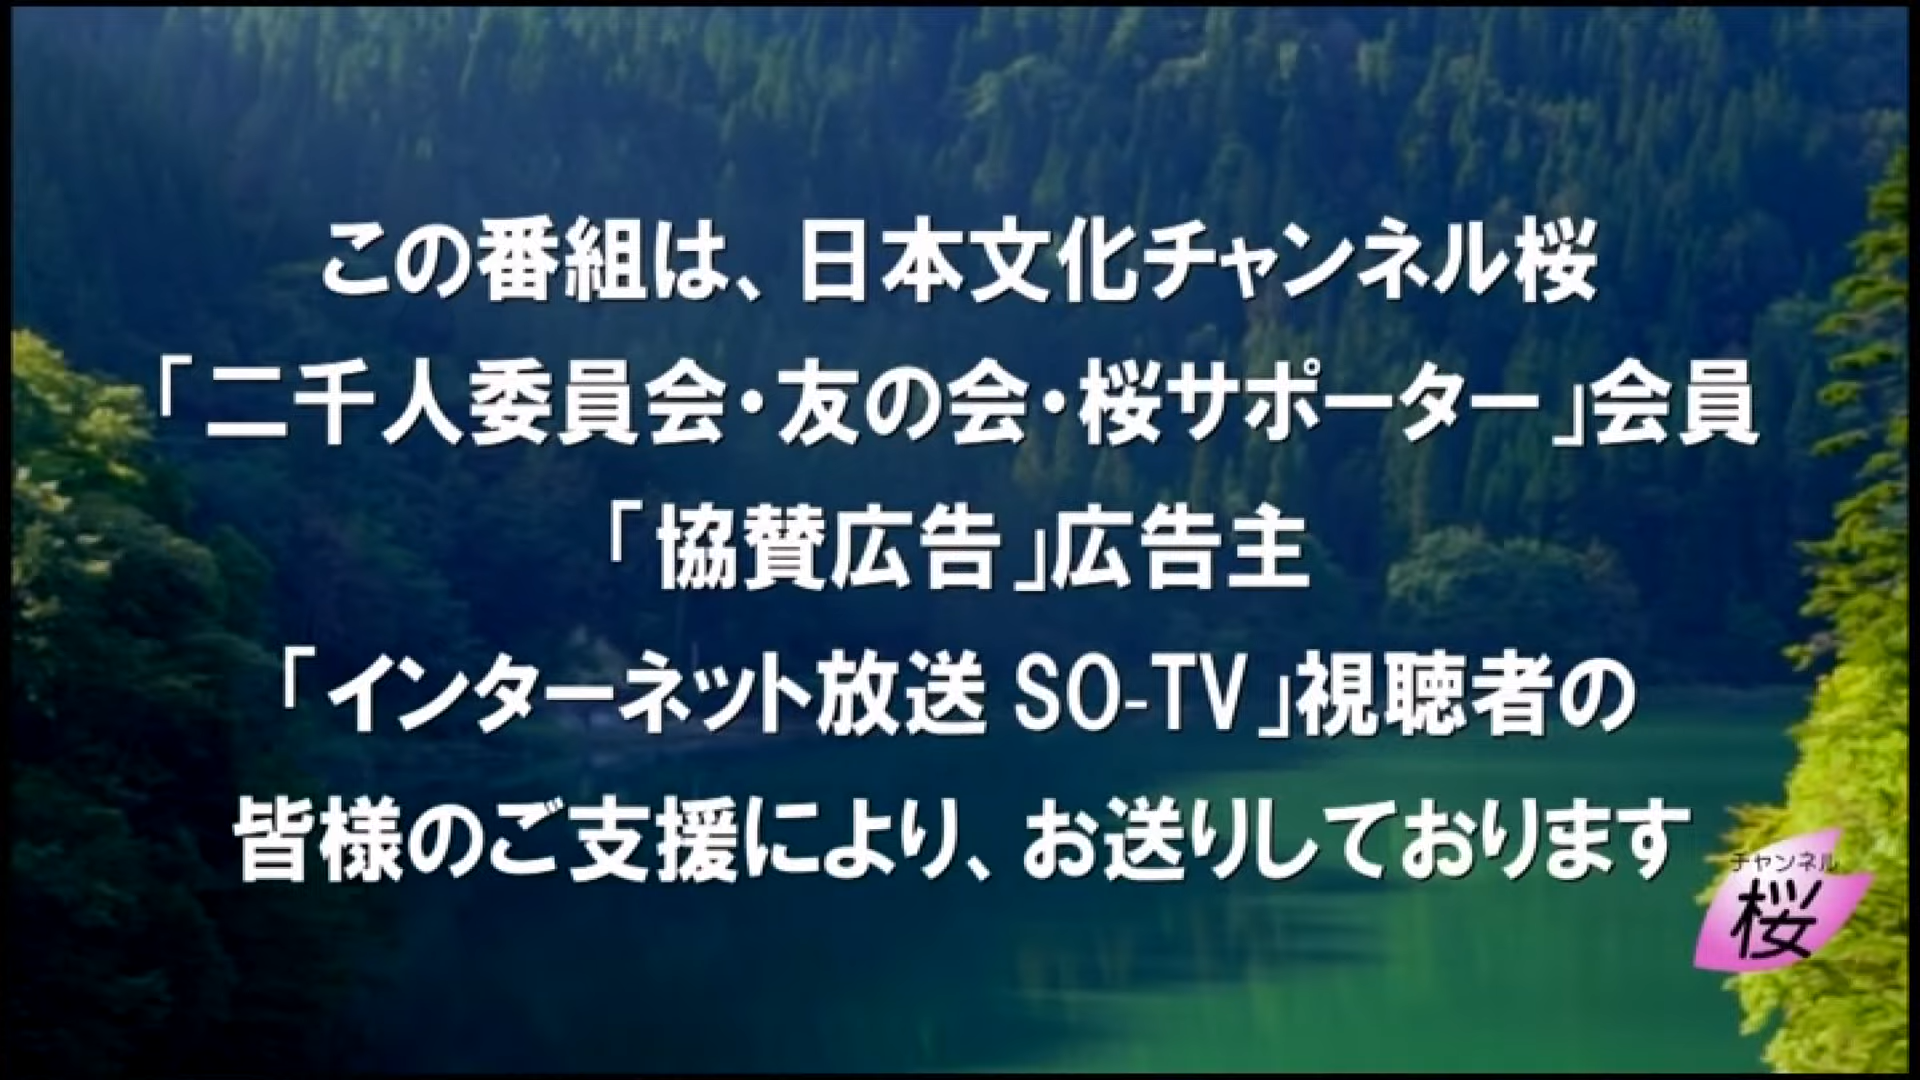 この番組は、日本文化チャンネル桜
「二千人委員会・友の会・桜サポーター」会員
「協賛広告」広告主
「インターネット放送 SO-TV」視聴者の
皆様のご支援により、お送りしております
チャンネル
桜